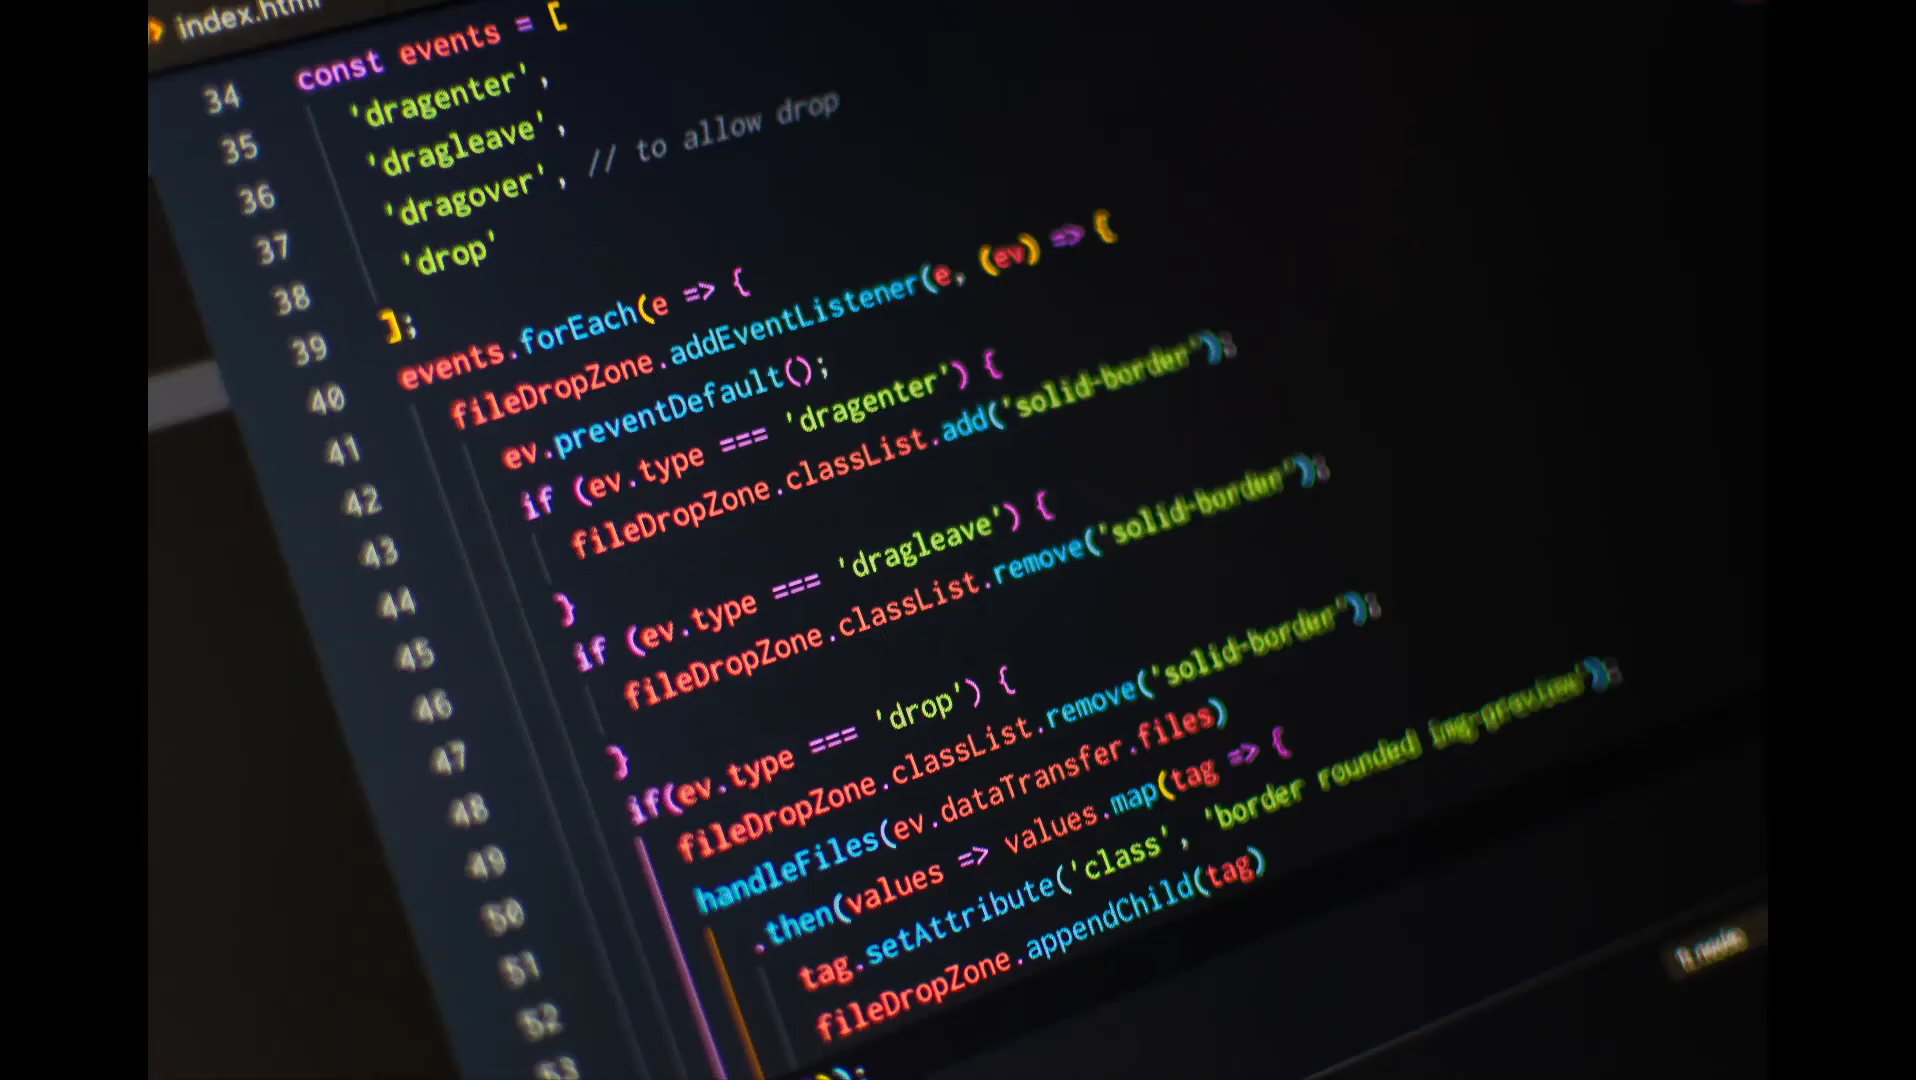 index.html
34 const events = [
35 'dragenter',
36 'dragleave',
37 'dragover', // to allow drop
38 'drop'
39 ];
40 events.forEach(e => {
41 fileDropZone.addEventListener(e, (ev) => {
42 ev.preventDefault();
43 if (ev.type === 'dragenter') {
44 fileDropZone.classList.add('solid-border');
45 }
46 if (ev.type === 'dragleave') {
47 fileDropZone.classList.remove('solid-border');
48 }
49 if(ev.type === 'drop') {
50 fileDropZone.classList.remove('solid-border');
51 handleFiles(ev.dataTransfer.files)
52 .then(values => values.map(tag => {
53 tag.setAttribute('class', 'border rounded img-preview');
fileDropZone.appendChild(tag)